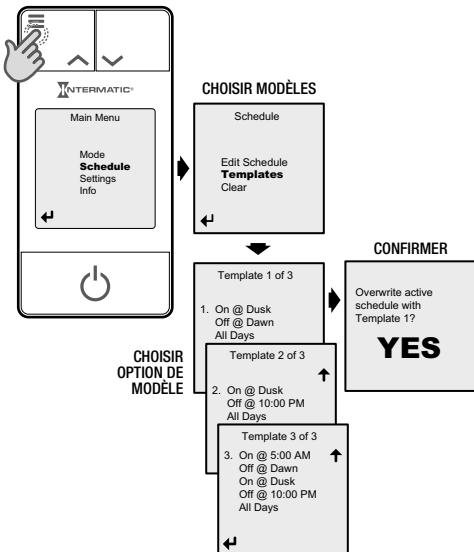 INTERMATIC®
Main Menu
Mode
Schedule
Settings
Info
CHOISIR MODÈLES
Schedule
Edit Schedule
Templates
Clear
Template 1 of 3
1. On @ Dusk
Off @ Dawn
All Days
CONFIRMER
Overwrite active
schedule with
Template 1?
YES
CHOISIR
OPTION DE
MODÈLE
Template 2 of 3
2. On @ Dusk
Off @ 10:00 PM
All Days
Template 3 of 3
3. On @ 5:00 AM
Off @ Dawn
On @ Dusk
Off @ 10:00 PM
All Days